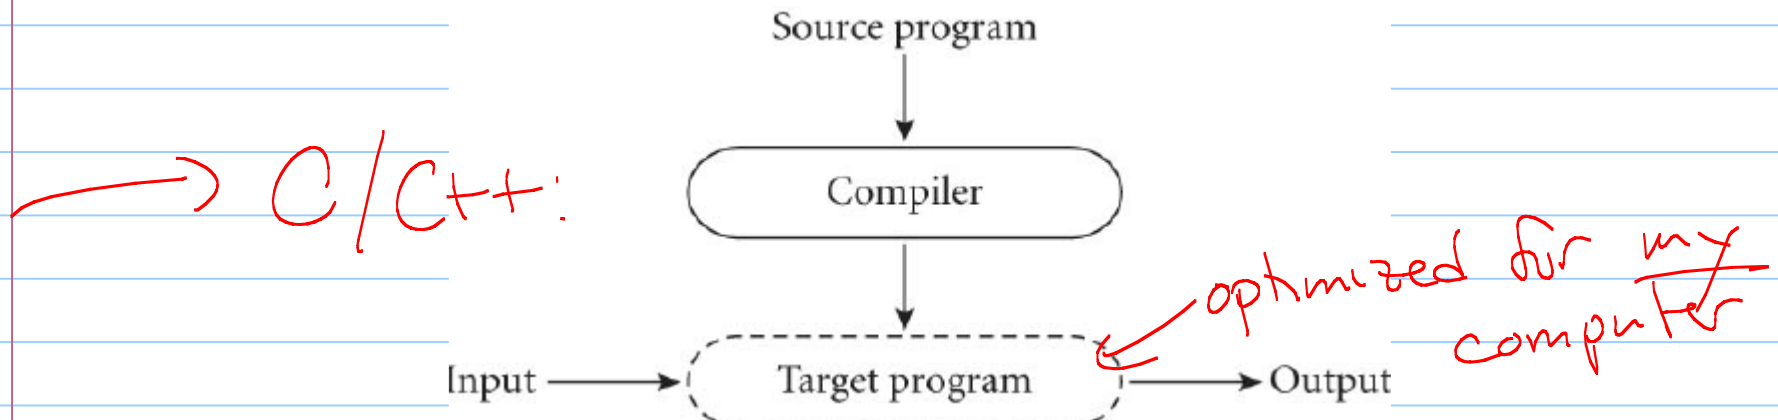 Source program
C/C++:
Compiler
optimized for my
computer
Input
Target program
Output